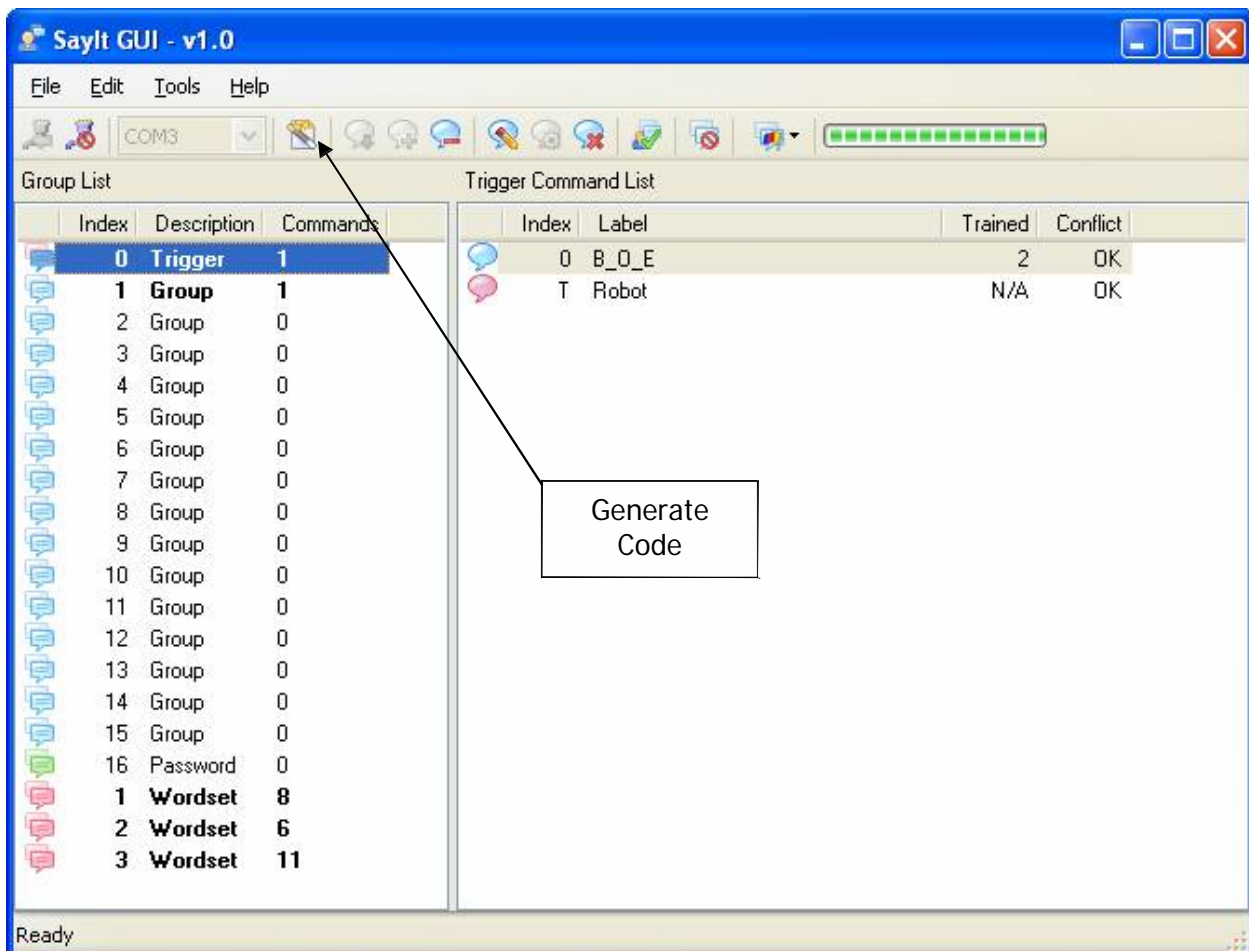 SayIt GUI - v1.0
File Edit Tools Help
COM3
Group List
Index Description Commands
0 Trigger 1
1 Group 1
2 Group 0
3 Group 0
4 Group 0
5 Group 0
6 Group 0
7 Group 0
8 Group 0
9 Group 0
10 Group 0
11 Group 0
12 Group 0
13 Group 0
14 Group 0
15 Group 0
16 Password 0
1 Wordset 8
2 Wordset 6
3 Wordset 11
Trigger Command List
Index Label Trained Conflict
0 B_O_E 2 OK
T Robot N/A OK
Generate
Code
Ready